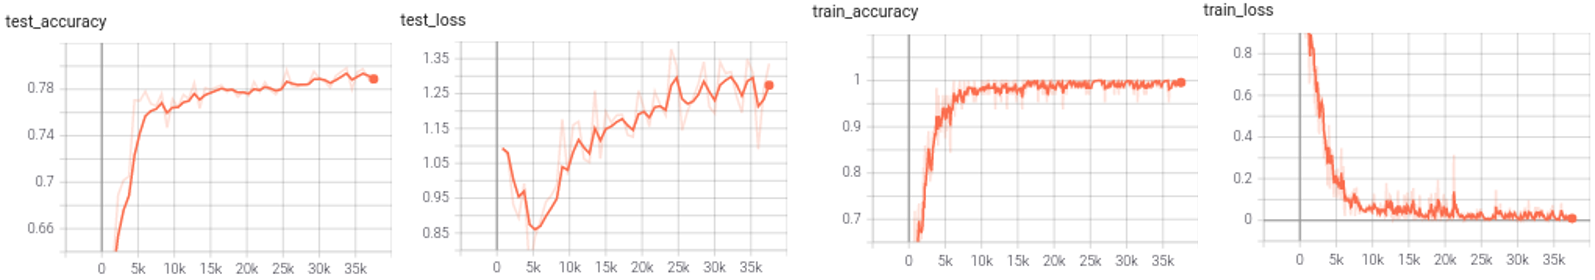 test_accuracy
0.78
0.74
0.7
0.66
0 5k 10k 15k 20k 25k 30k 35k
test_loss
1.35
1.25
1.15
1.05
0.95
0.85
0 5k 10k 15k 20k 25k 30k 35k
train_accuracy
1
0.9
0.8
0.7
0 5k 10k 15k 20k 25k 30k 35k
train_loss
0.8
0.6
0.4
0.2
0
0 5k 10k 15k 20k 25k 30k 35k